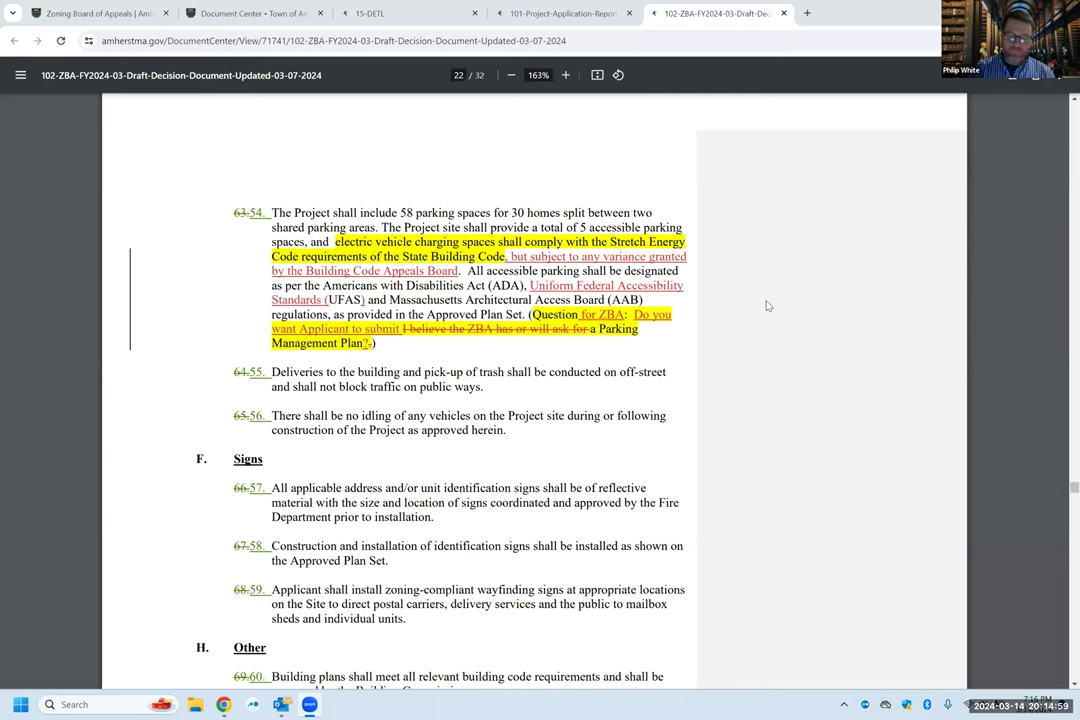 Zoning Board of Appeals | Amh
Document Center • Town of An
15-DETL
101-Project-Application-Repor
102-ZBA-FY2024-03-Draft-Dec
amherstma.gov/DocumentCenter/View/71741/102-ZBA-FY2024-03-Draft-Decision-Document-Updated-03-07-2024
Philip White
102-ZBA-FY2024-03-Draft-Decision-Document-Updated-03-07-2024
22 / 32
163%
63.54. The Project shall include 58 parking spaces for 30 homes split between two
shared parking areas. The Project site shall provide a total of 5 accessible parking
spaces, and electric vehicle charging spaces shall comply with the Stretch Energy
Code requirements of the State Building Code, but subject to any variance granted
by the Building Code Appeals Board. All accessible parking shall be designated
as per the Americans with Disabilities Act (ADA), Uniform Federal Accessibility
Standards (UFAS) and Massachusetts Architectural Access Board (AAB)
regulations, as provided in the Approved Plan Set. (Question for ZBA: Do you
want Applicant to submit I believe the ZBA has or will ask for a Parking
Management Plan?.)
64.55. Deliveries to the building and pick-up of trash shall be conducted on off-street
and shall not block traffic on public ways.
65.56. There shall be no idling of any vehicles on the Project site during or following
construction of the Project as approved herein.
F. Signs
66.57. All applicable address and/or unit identification signs shall be of reflective
material with the size and location of signs coordinated and approved by the Fire
Department prior to installation.
67.58. Construction and installation of identification signs shall be installed as shown on
the Approved Plan Set.
68.59. Applicant shall install zoning-compliant wayfinding signs at appropriate locations
on the Site to direct postal carriers, delivery services and the public to mailbox
sheds and individual units.
H. Other
69.60. Building plans shall meet all relevant building code requirements and shall be
Search
7:16 PM
2024-03-14 20:14:59